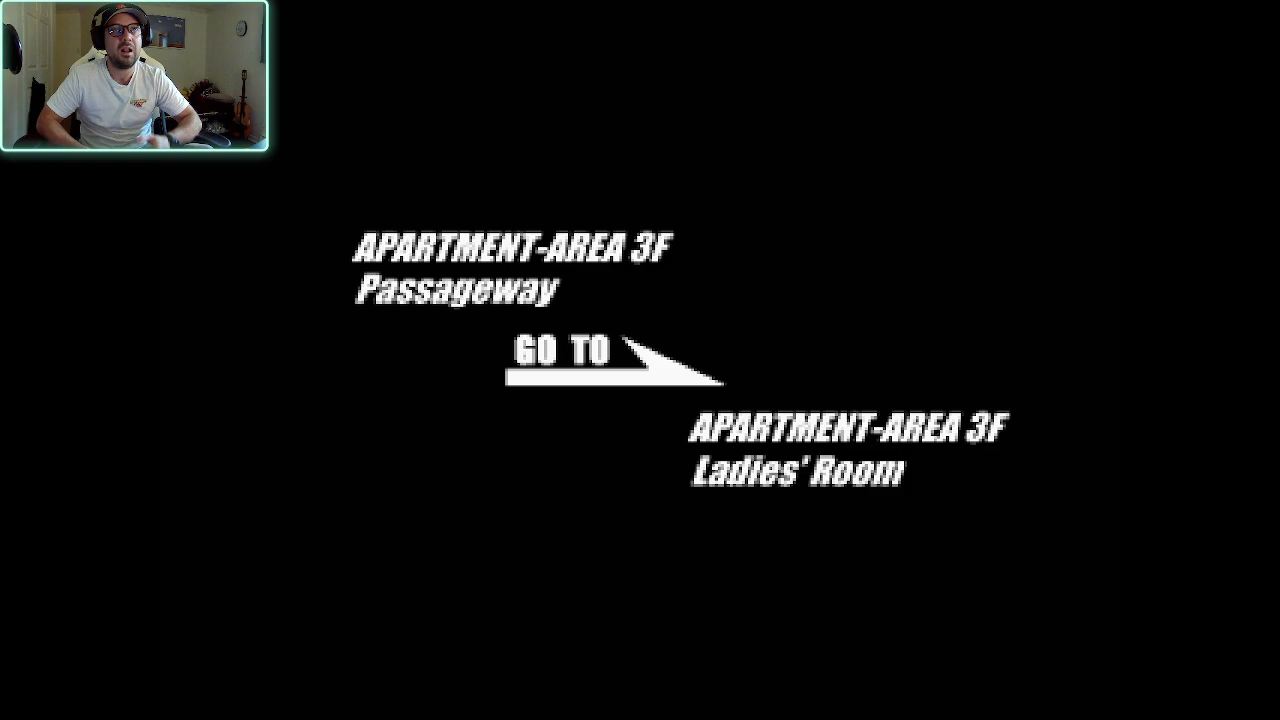 APARTMENT-AREA 3F
Passageway
GO TO
APARTMENT-AREA 3F
Ladies' Room